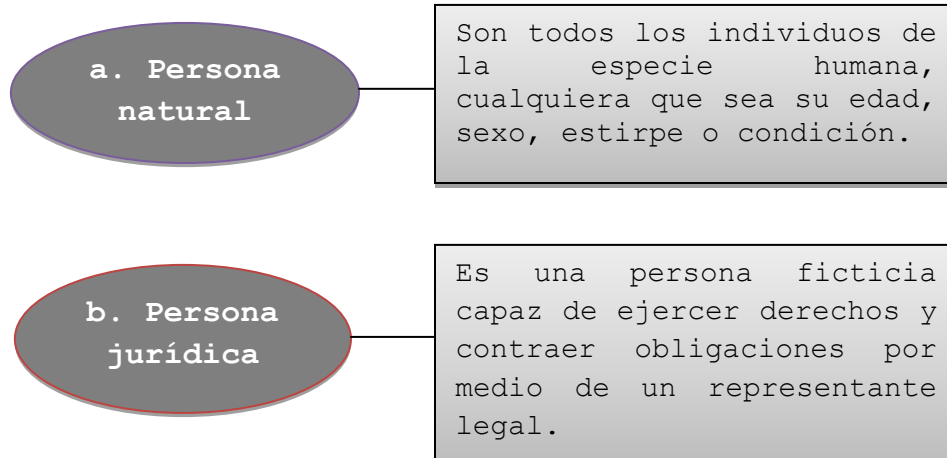 a. Persona
natural
Son todos los individuos de
la especie humana,
cualquiera que sea su edad,
sexo, estirpe o condición.
b. Persona
jurídica
Es una persona ficticia
capaz de ejercer derechos y
contraer obligaciones por
medio de un representante
legal.